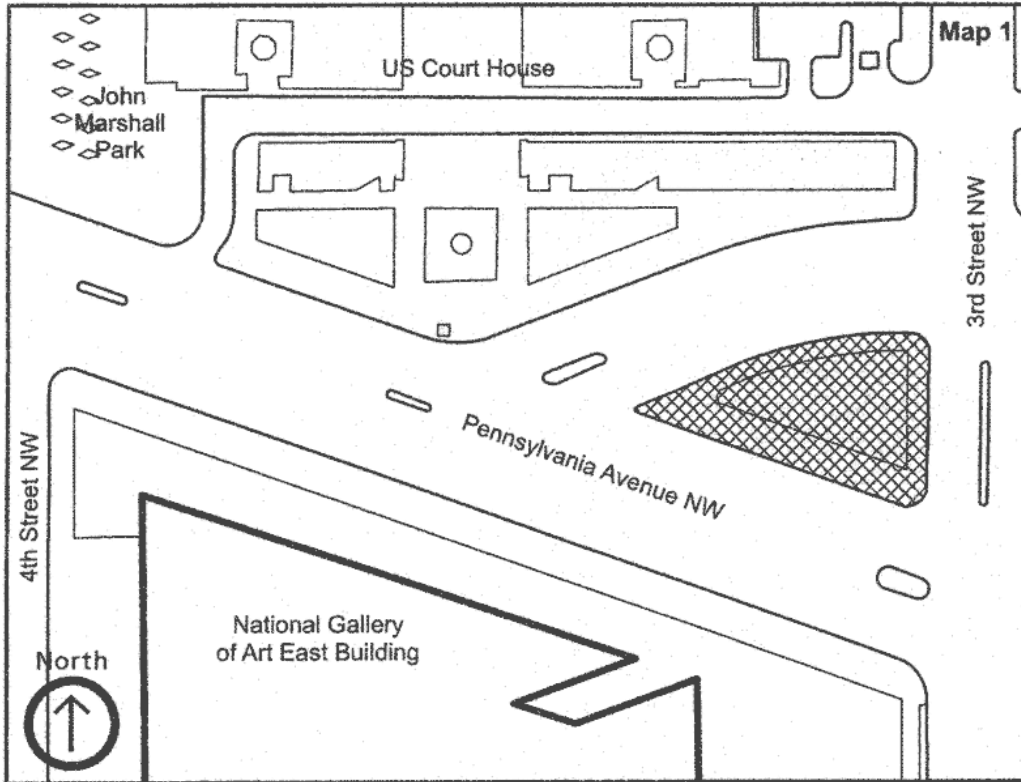 Map 1
US Court House
John
Marshall
Park
3rd Street NW
Pennsylvania Avenue NW
4th Street NW
National Gallery
of Art East Building
North